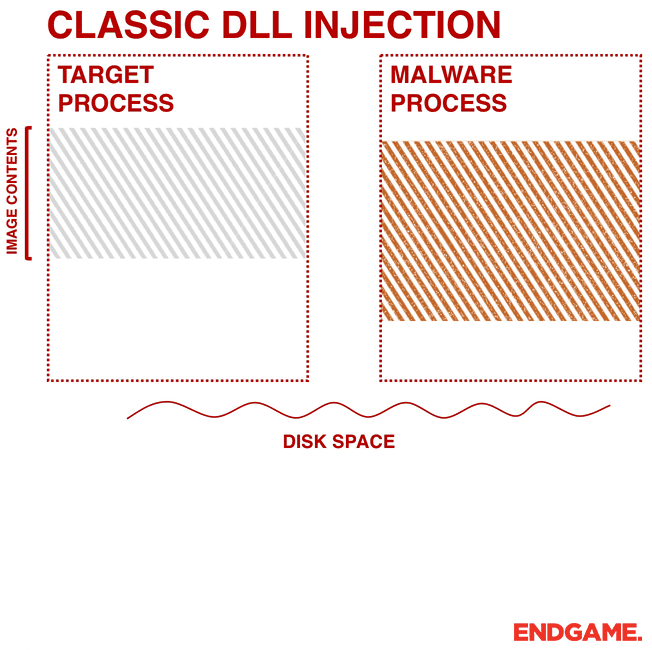 CLASSIC DLL INJECTION
TARGET
PROCESS
MALWARE
PROCESS
IMAGE CONTENTS
DISK SPACE
ENDGAME.